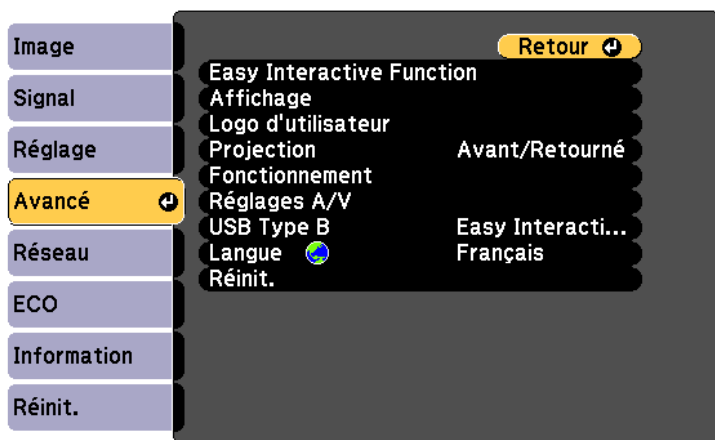 Image
Signal
Réglage
Avancé
Réseau
ECO
Information
Réinit.
Retour
Easy Interactive Function
Affichage
Logo d'utilisateur
Projection Avant/Retourné
Fonctionnement
Réglages A/V
USB Type B Easy Interacti...
Langue Français
Réinit.